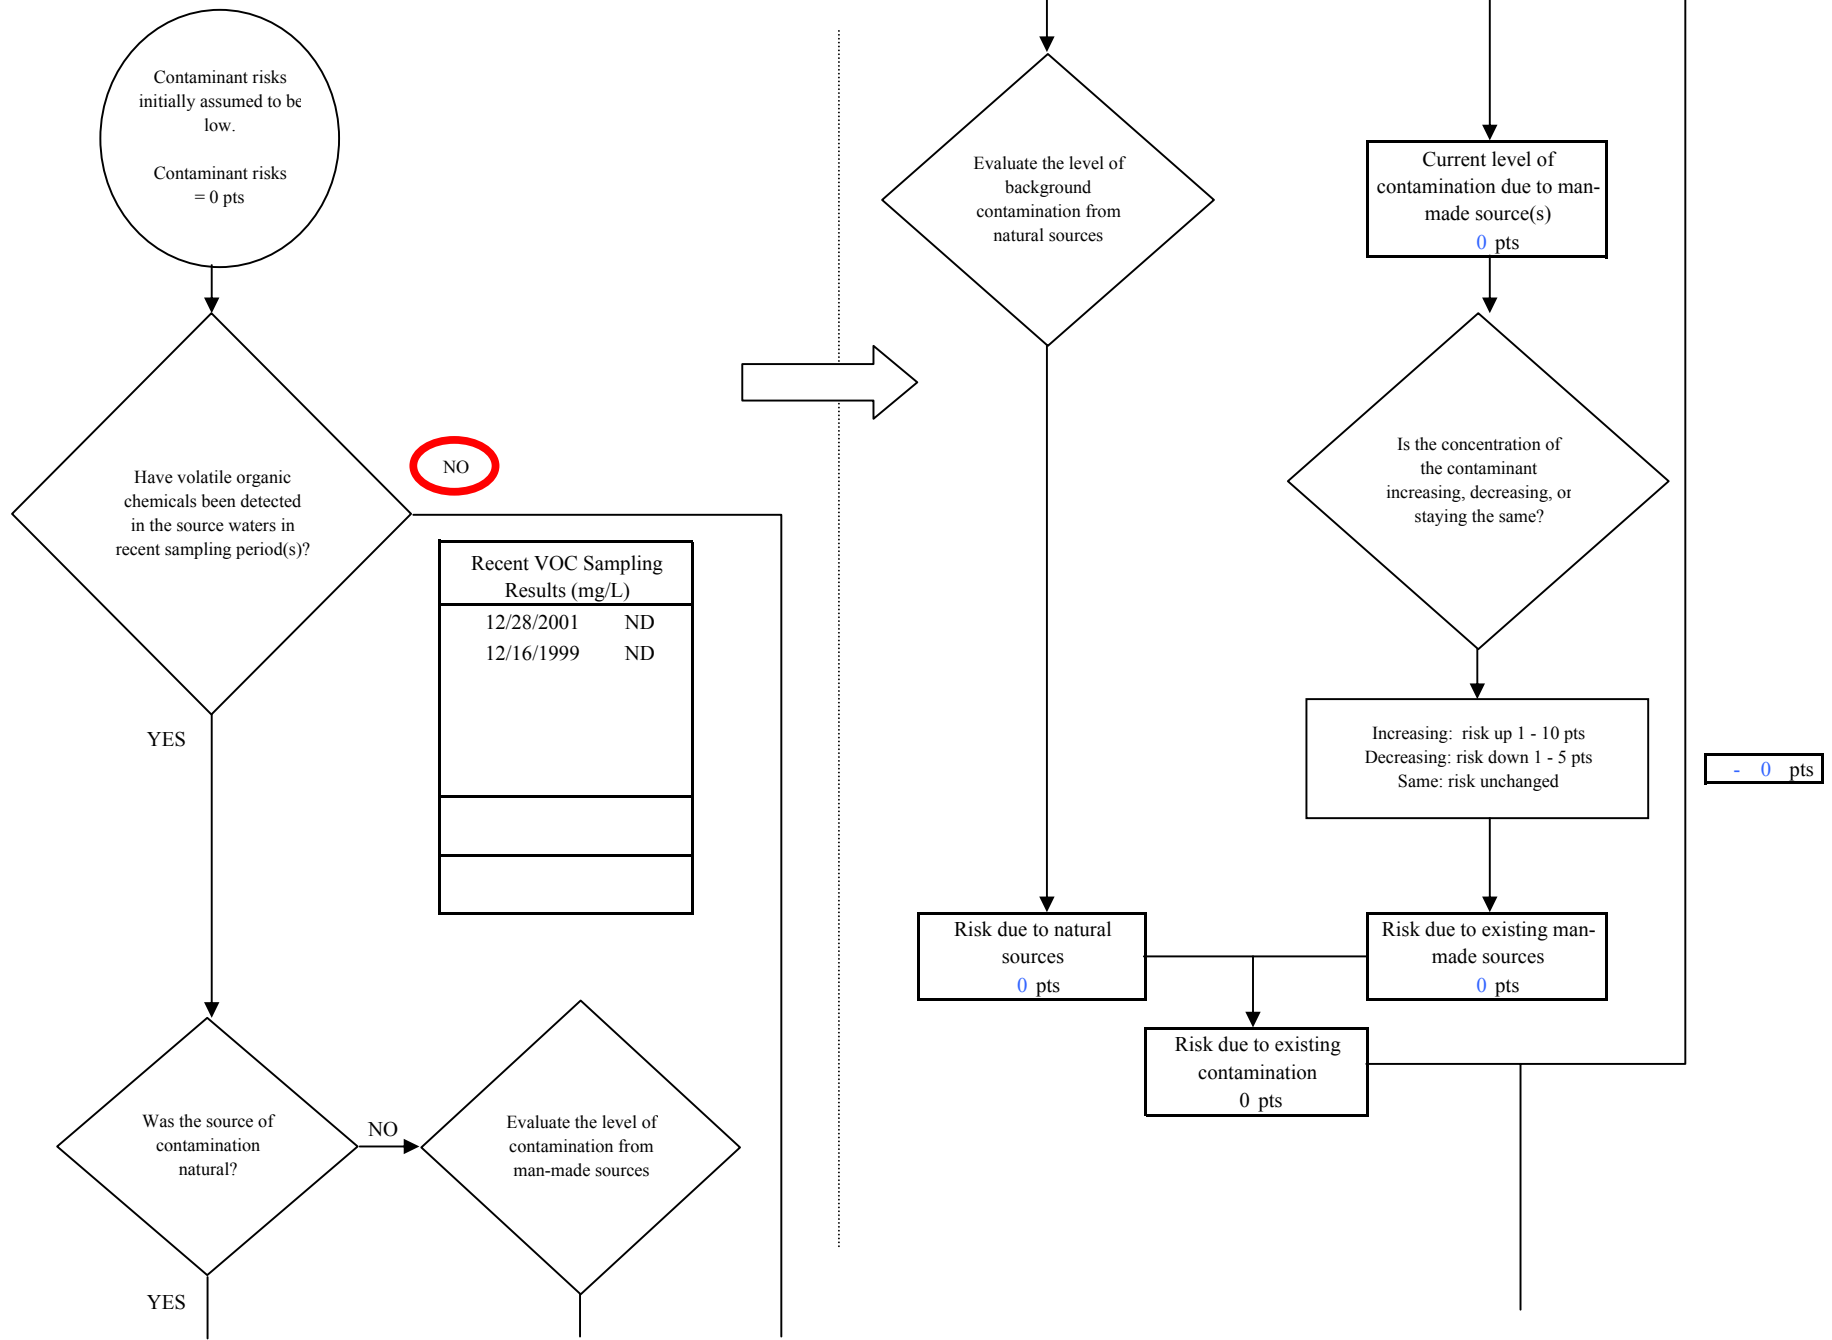 Contaminant risks
initially assumed to be
low.
Contaminant risks
= 0 pts
Have volatile organic
chemicals been detected
in the source waters in
recent sampling period(s)?
NO
Recent VOC Sampling
Results (mg/L)
12/28/2001 ND
12/16/1999 ND
YES
Was the source of
contamination
natural?
NO
Evaluate the level of
contamination from
man-made sources
YES
Evaluate the level of
background
contamination from
natural sources
Current level of
contamination due to man-
made source(s)
0 pts
Is the concentration of
the contaminant
increasing, decreasing, or
staying the same?
Increasing: risk up 1 - 10 pts
Decreasing: risk down 1 - 5 pts
Same: risk unchanged
- 0 pts
Risk due to natural
sources
0 pts
Risk due to existing man-
made sources
0 pts
Risk due to existing
contamination
0 pts